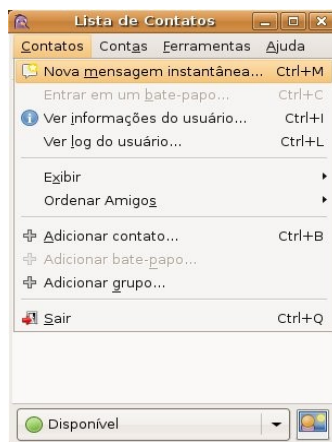 Lista de Contatos
Contatos Contas Ferramentas Ajuda
Nova mensagem instantânea... Ctrl+M
Entrar em um bate-papo... Ctrl+C
Ver informações do usuário... Ctrl+I
Ver log do usuário... Ctrl+L
Exibir
Ordenar Amigos
Adicionar contato... Ctrl+B
Adicionar bate-papo...
Adicionar grupo...
Sair Ctrl+Q
Disponível